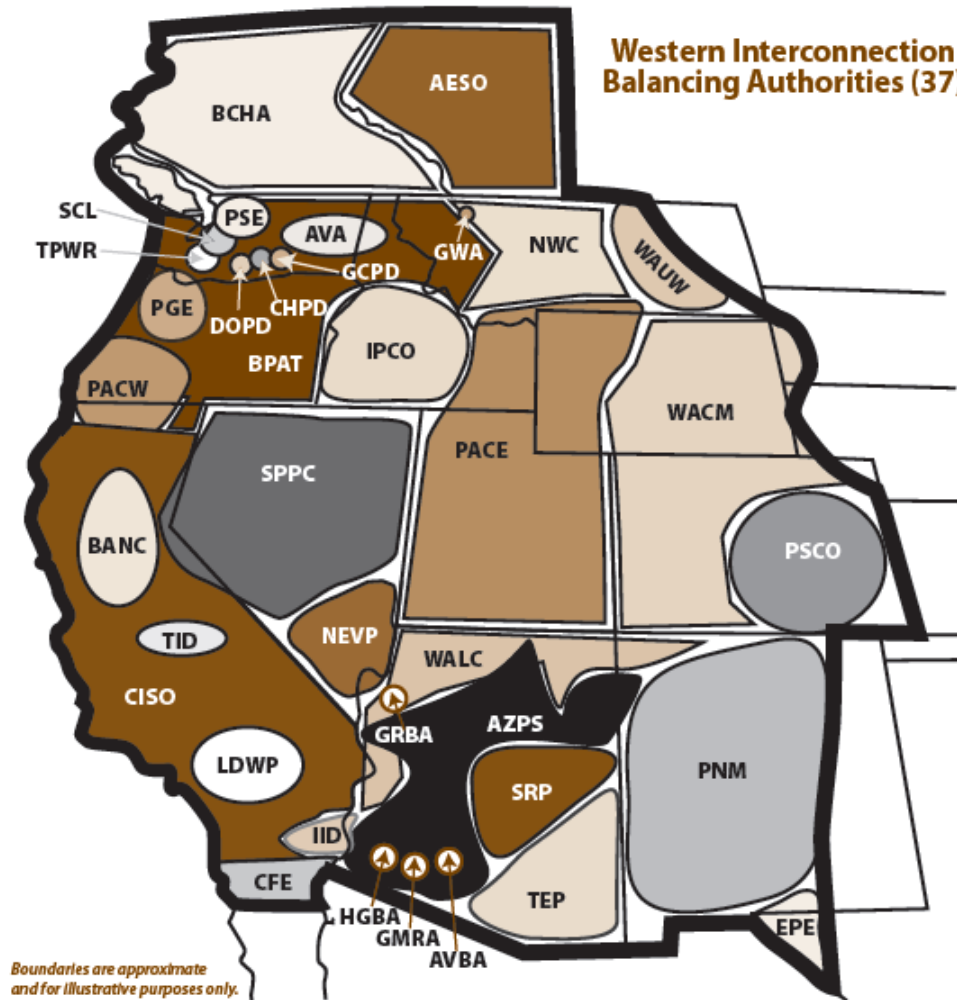 Western Interconnection
Balancing Authorities (37)
AESO
BCHA
SCL
PSE
TPWR
AVA
GWA
NWC
WAUW
GCPD
PGE
DOPD
CHPD
BPAT
IPCO
PACW
WACM
PACE
SPPC
BANC
PSCO
TID
NEVP
WALC
CISO
GRBA
AZPS
LDWP
SRP
PNM
IID
CFE
TEP
HGBA
GMRA
AVBA
EPE
Boundaries are approximate
and for illustrative purposes only.